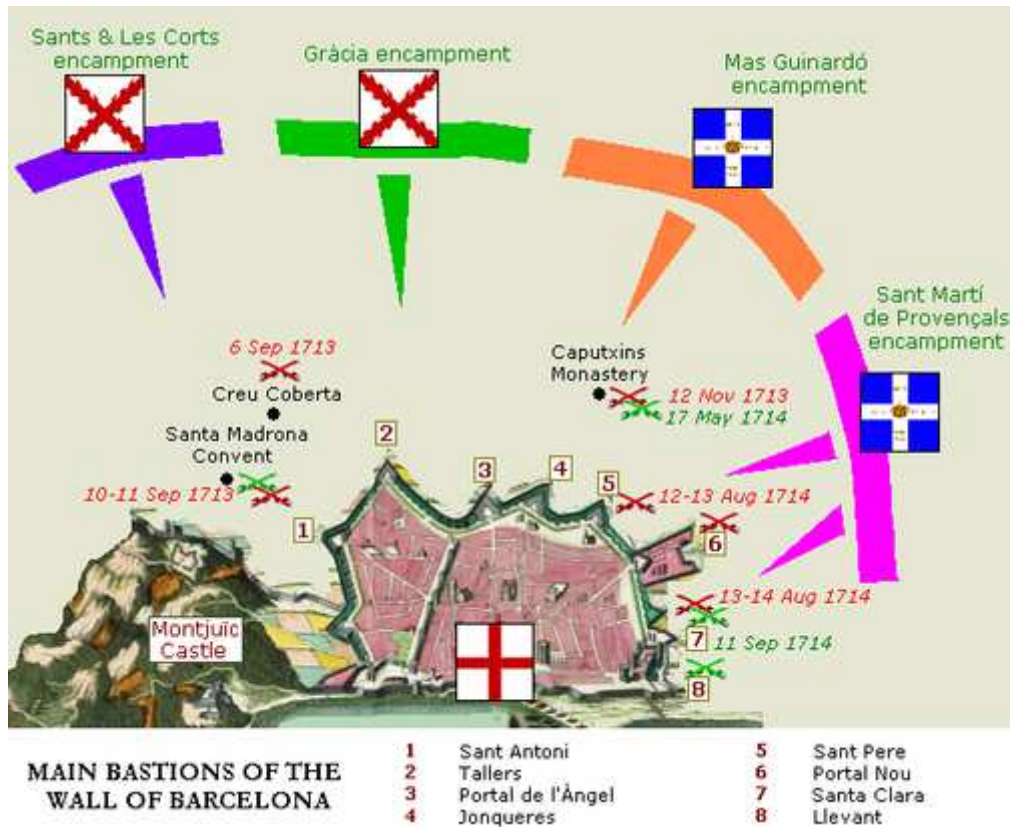 Sants & Les Corts
encampment
Gràcia encampment
Mas Guinardó
encampment
Sant Martí
de Provençals
encampment
6 Sep 1713
Creu Coberta
Caputxins
Monastery
12 Nov 1713
17 May 1714
Santa Madrona
Convent
10-11 Sep 1713
2
3
4
5
12-13 Aug 1714
1
6
13-14 Aug 1714
Montjuïc
Castle
7
11 Sep 1714
8
MAIN BASTIONS OF THE
WALL OF BARCELONA
1 Sant Antoni
2 Tallers
3 Portal de l'Àngel
4 Jonqueres
5 Sant Pere
6 Portal Nou
7 Santa Clara
8 Llevant